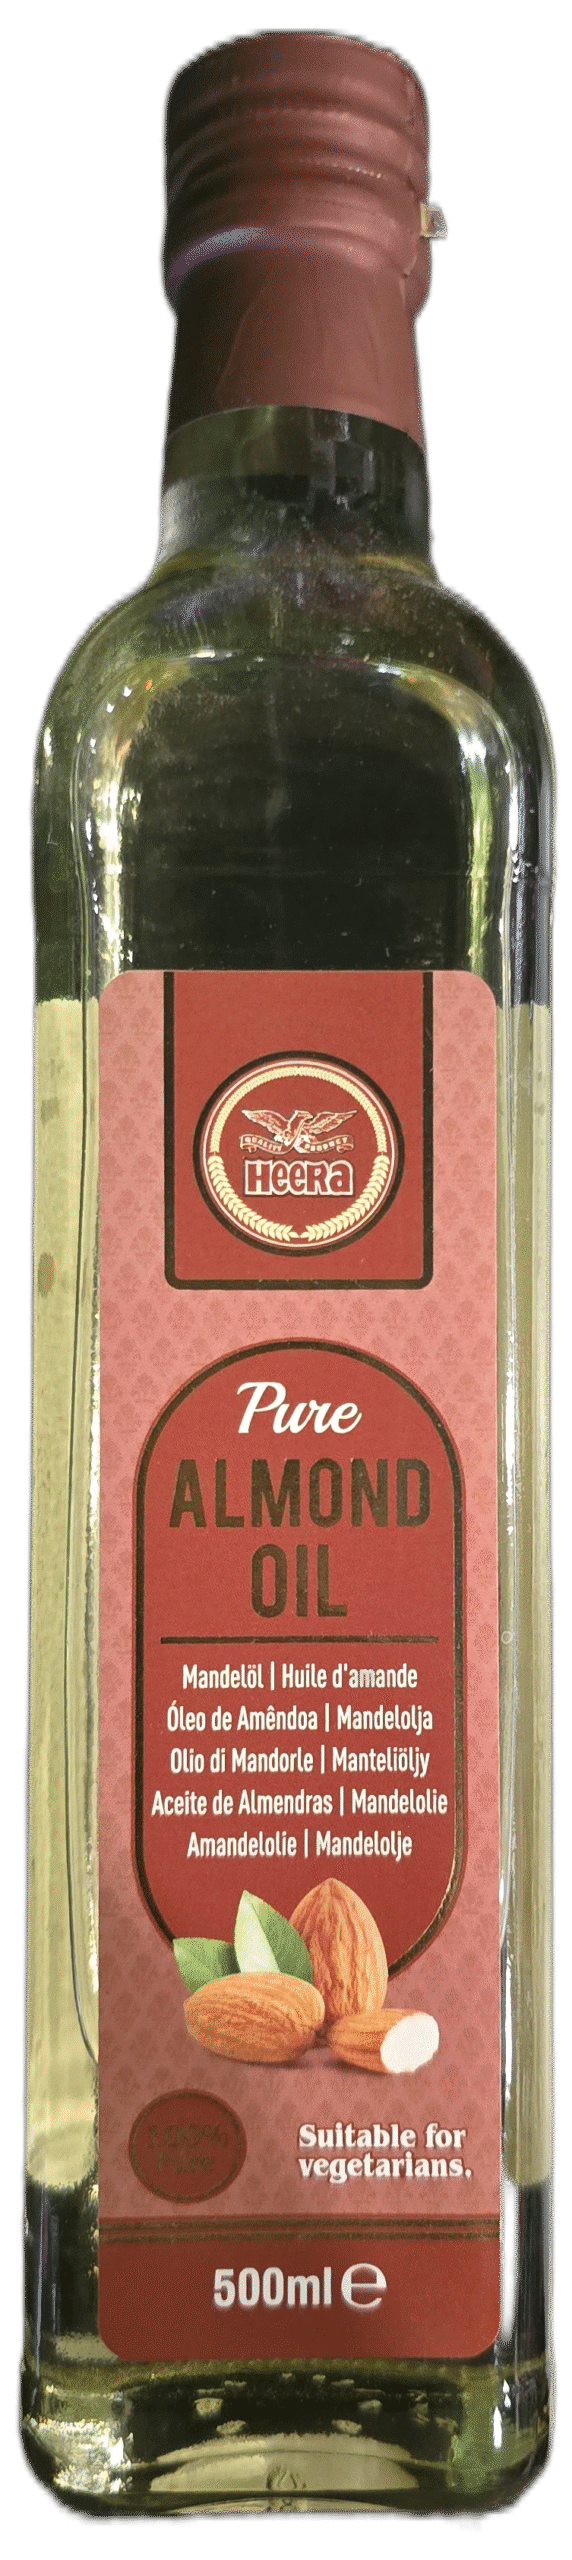 QUALITY PRODUCT
HEERA
Pure
ALMOND
OIL
Mandelöl | Huile d'amande
Óleo de Amêndoa | Mandelolja
Olio di Mandorle | Manteliöljy
Aceite de Almendras | Mandelolie
Amandelolie | Mandelolje
100%
Pure
Suitable for
vegetarians.
500ml ℮